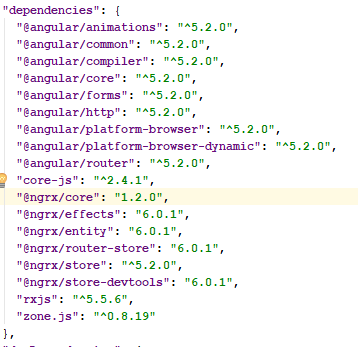 "dependencies": {
"@angular/animations": "^5.2.0",
"@angular/common": "^5.2.0",
"@angular/compiler": "^5.2.0",
"@angular/core": "^5.2.0",
"@angular/forms": "^5.2.0",
"@angular/http": "^5.2.0",
"@angular/platform-browser": "^5.2.0",
"@angular/platform-browser-dynamic": "^5.2.0",
"@angular/router": "^5.2.0",
"core-js": "^2.4.1",
"@ngrx/core": "1.2.0",
"@ngrx/effects": "6.0.1",
"@ngrx/entity": "6.0.1",
"@ngrx/router-store": "6.0.1",
"@ngrx/store": "^5.2.0",
"@ngrx/store-devtools": "6.0.1",
"rxjs": "^5.5.6",
"zone.js": "^0.8.19"
},